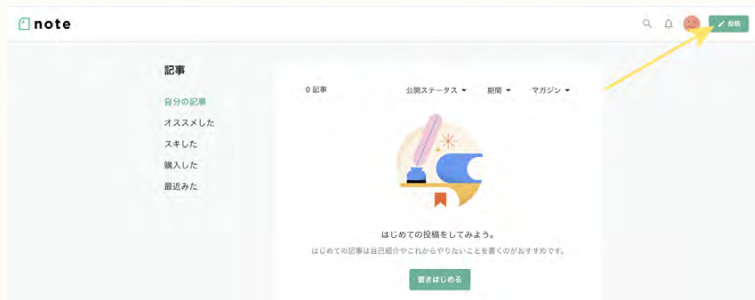 note
投稿
記事
自分の記事
オススメした
スキした
購入した
最近みた
0 記事
公開ステータス
期間
マガジン
はじめての投稿をしてみよう。
はじめての記事は自己紹介やこれからやりたいことを書くのがおすすめです。
書きはじめる